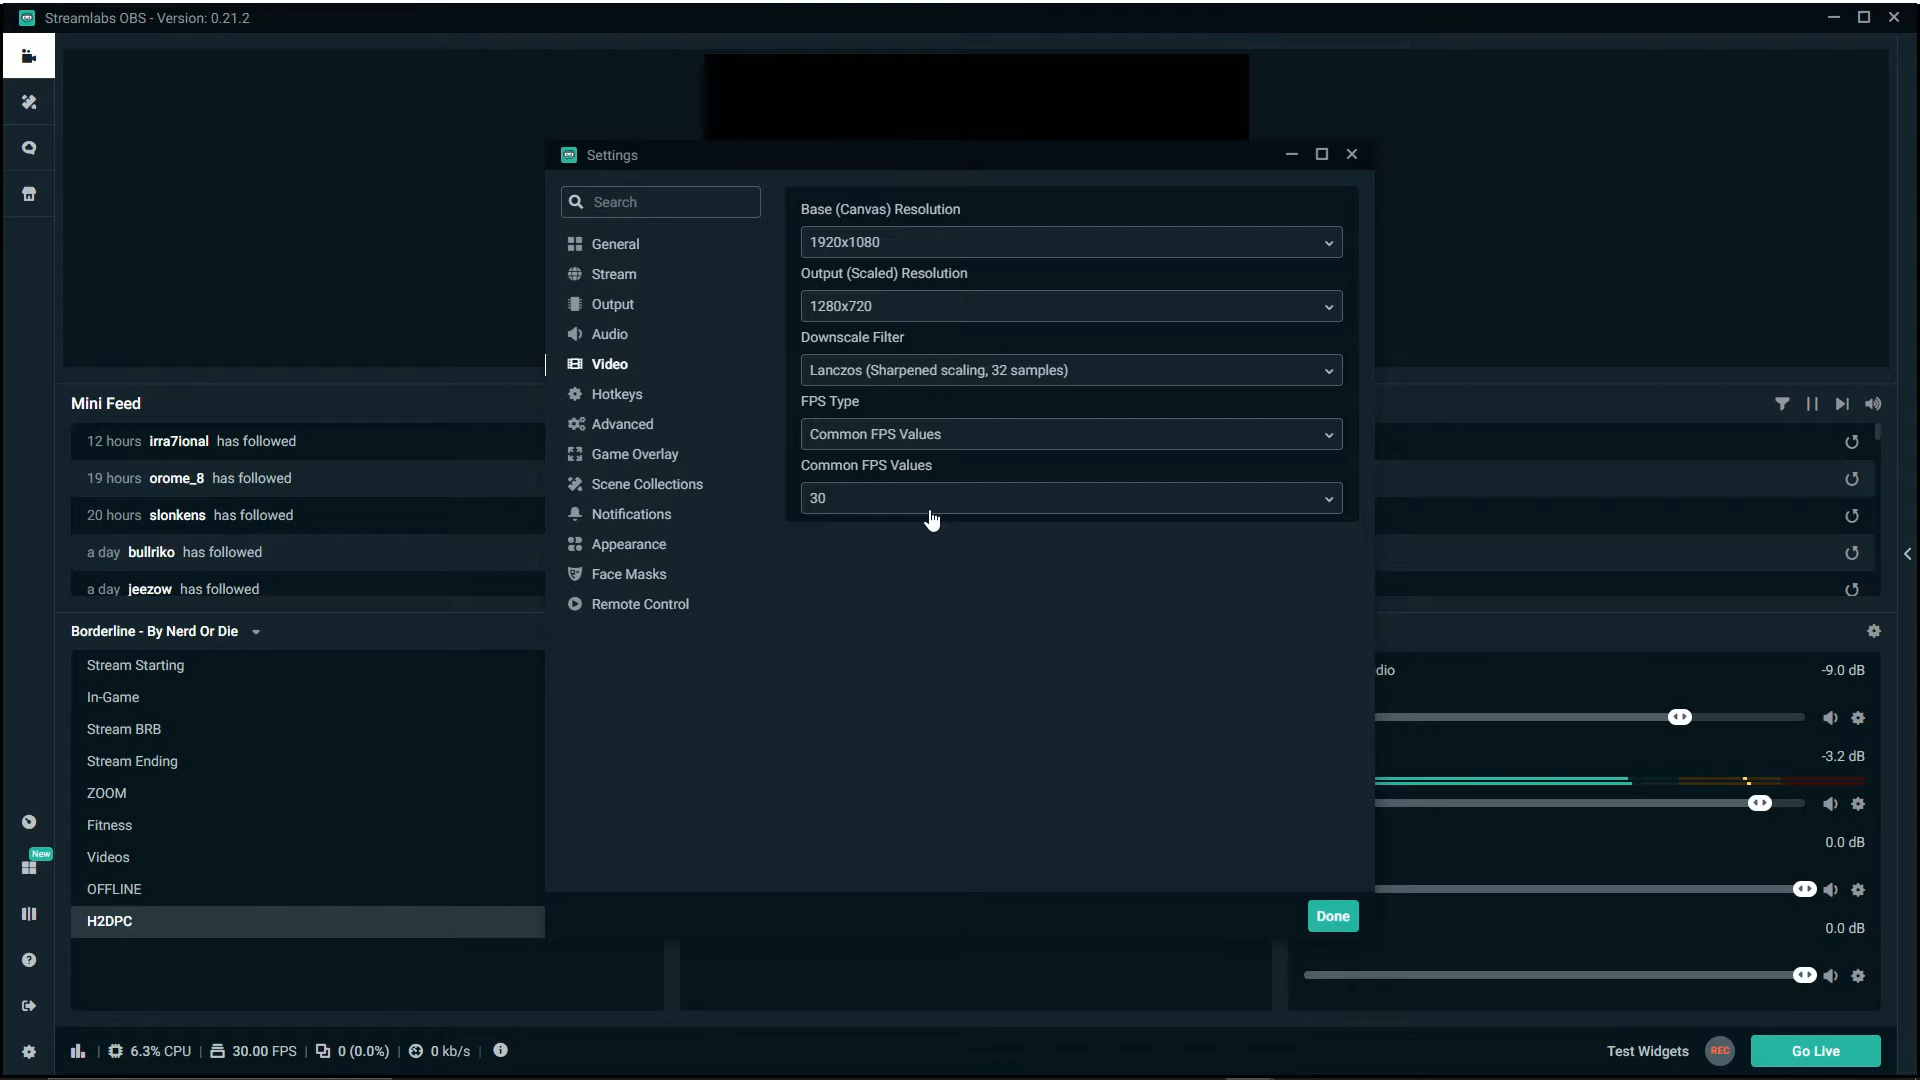 Streamlabs OBS - Version: 0.21.2
Settings
Search
General
Stream
Output
Audio
Video
Hotkeys
Advanced
Game Overlay
Scene Collections
Notifications
Appearance
Face Masks
Remote Control
Base (Canvas) Resolution
1920x1080
Output (Scaled) Resolution
1280x720
Downscale Filter
Lanczos (Sharpened scaling, 32 samples)
FPS Type
Common FPS Values
Common FPS Values
30
Done
Mini Feed
12 hours irra7ional has followed
19 hours orome_8 has followed
20 hours slonkens has followed
a day bullriko has followed
a day jeezow has followed
Borderline - By Nerd Or Die
Stream Starting
In-Game
Stream BRB
Stream Ending
ZOOM
Fitness
Videos
OFFLINE
H2DPC
New
dio
-9.0 dB
-3.2 dB
0.0 dB
0.0 dB
6.3% CPU
30.00 FPS
0 (0.0%)
0 kb/s
Test Widgets
REC
Go Live